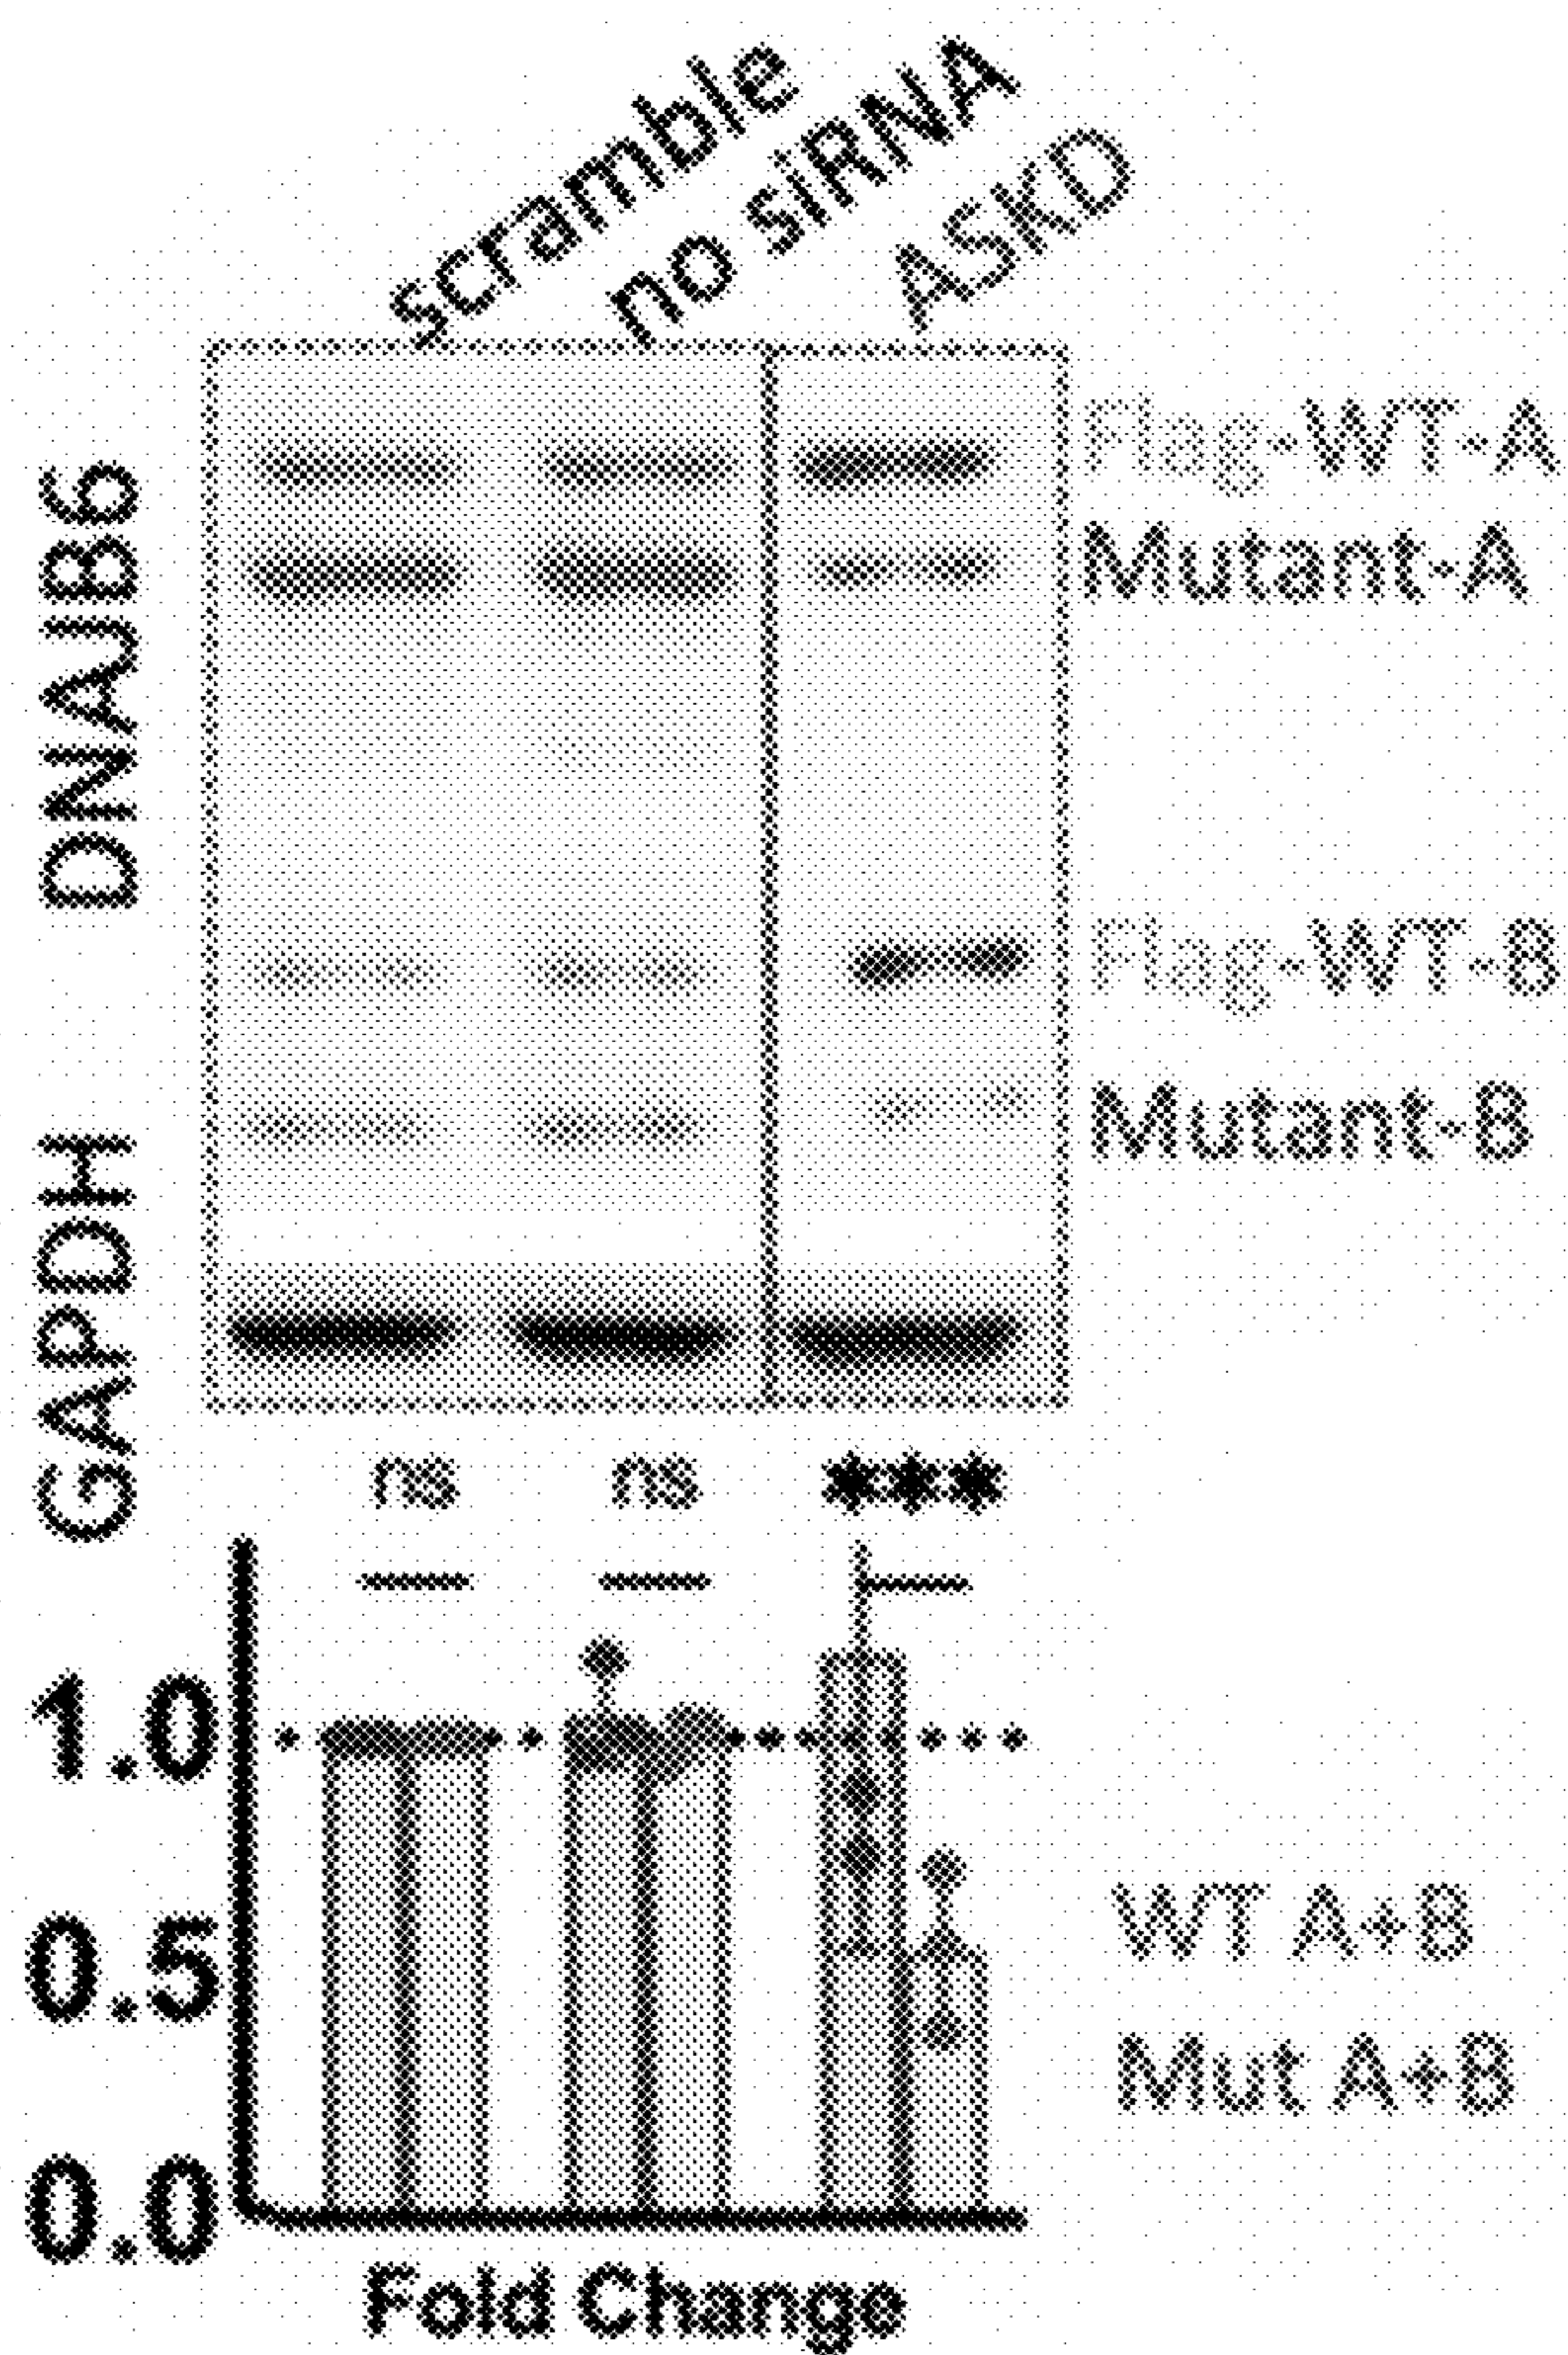 scramble
no siRNA
ASKD
DNAJB6
Flag-WT-A
Mutant-A
Flag-WT-B
Mutant-B
GAPDH
ns ns ***
1.0
0.5
0.0
WT A+B
Mut A+B
Fold Change